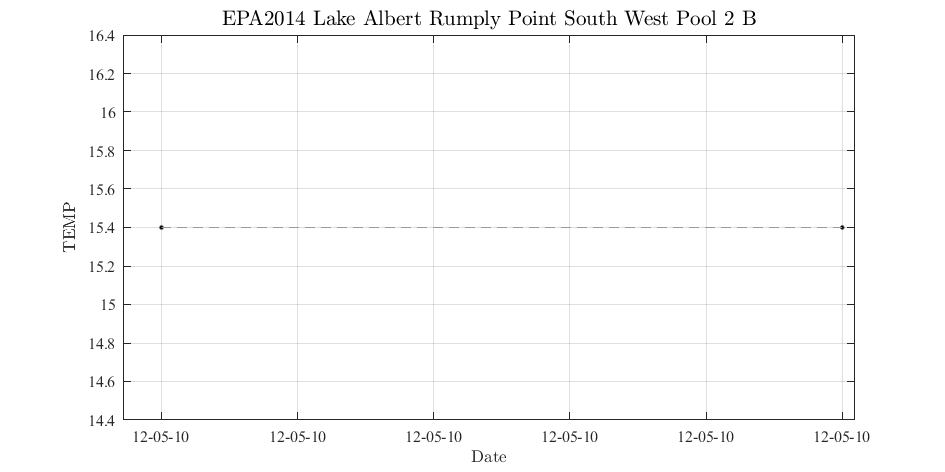 EPA2014 Lake Albert Rumply Point South West Pool 2 B
16.4
16.2
16
15.8
15.6
15.4
15.2
15
14.8
14.6
14.4
TEMP
12-05-10 12-05-10 12-05-10 12-05-10 12-05-10 12-05-10
Date